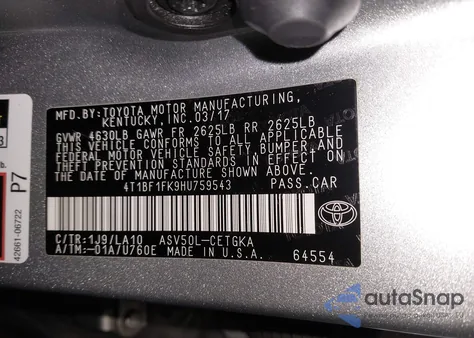 MFD.BY:TOYOTA MOTOR MANUFACTURING,
KENTUCKY,INC.03/17
GVWR 4630LB GAWR FR 2625LB RR 2625LB
THIS VEHICLE CONFORMS TO ALL APPLICABLE
FEDERAL MOTOR VEHICLE SAFETY,BUMPER,AND
THEFT PREVENTION STANDARDS IN EFFECT ON
THE DATE OF MANUFACTURE SHOWN ABOVE.
4T1BF1FK9HU759543 PASS.CAR
C/TR:1J9/LA10 ASV50L-CETGKA
A/TM:-01A/U760E MADE IN U.S.A. 64554
P7
42661-06722
autoSnap